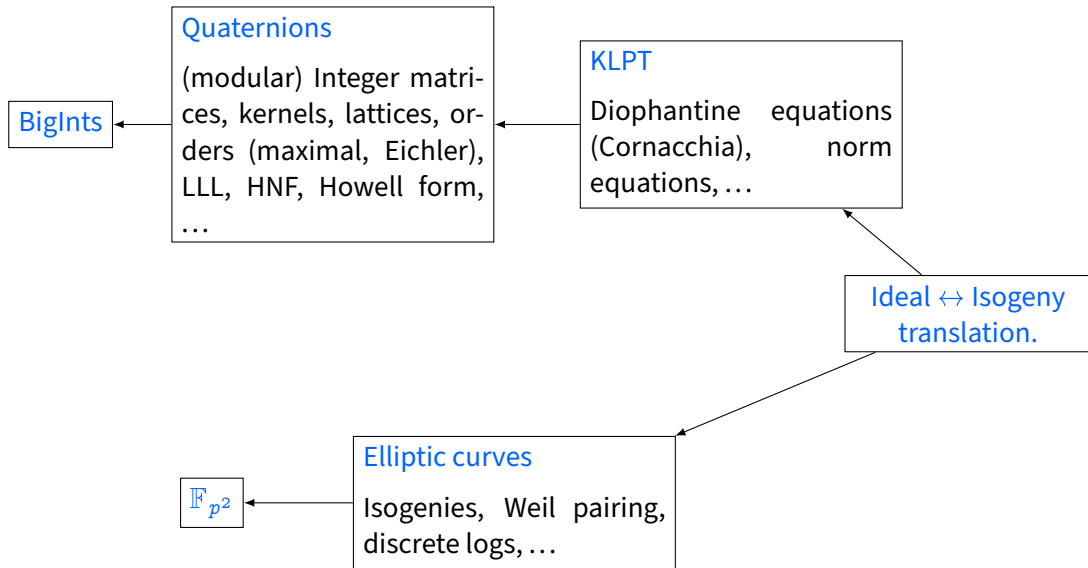 Quaternions
(modular) Integer matri-
ces, kernels, lattices, or-
ders (maximal, Eichler),
LLL, HNF, Howell form,
…
KLPT
Diophantine equations
(Cornacchia), norm
equations, …
BigInts
Ideal ↔ Isogeny
translation.
Elliptic curves
Isogenies, Weil pairing,
discrete logs, …
𝔽p²